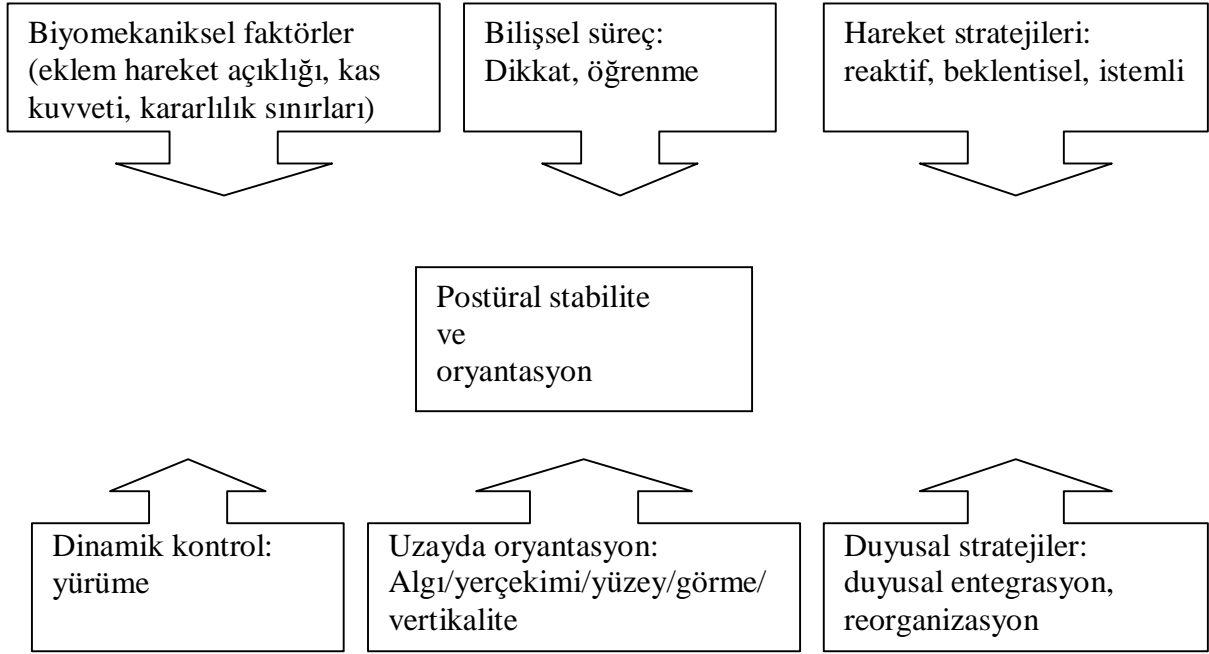 Biyomekaniksel faktörler
(eklem hareket açıklığı, kas
kuvveti, kararlılık sınırları)
Bilişsel süreç:
Dikkat, öğrenme
Hareket stratejileri:
reaktif, beklentisel, istemli
Postüral stabilite
ve
oryantasyon
Dinamik kontrol:
yürüme
Uzayda oryantasyon:
Algı/yerçekimi/yüzey/görme/
vertikalite
Duyusal stratejiler:
duyusal entegrasyon,
reorganizasyon